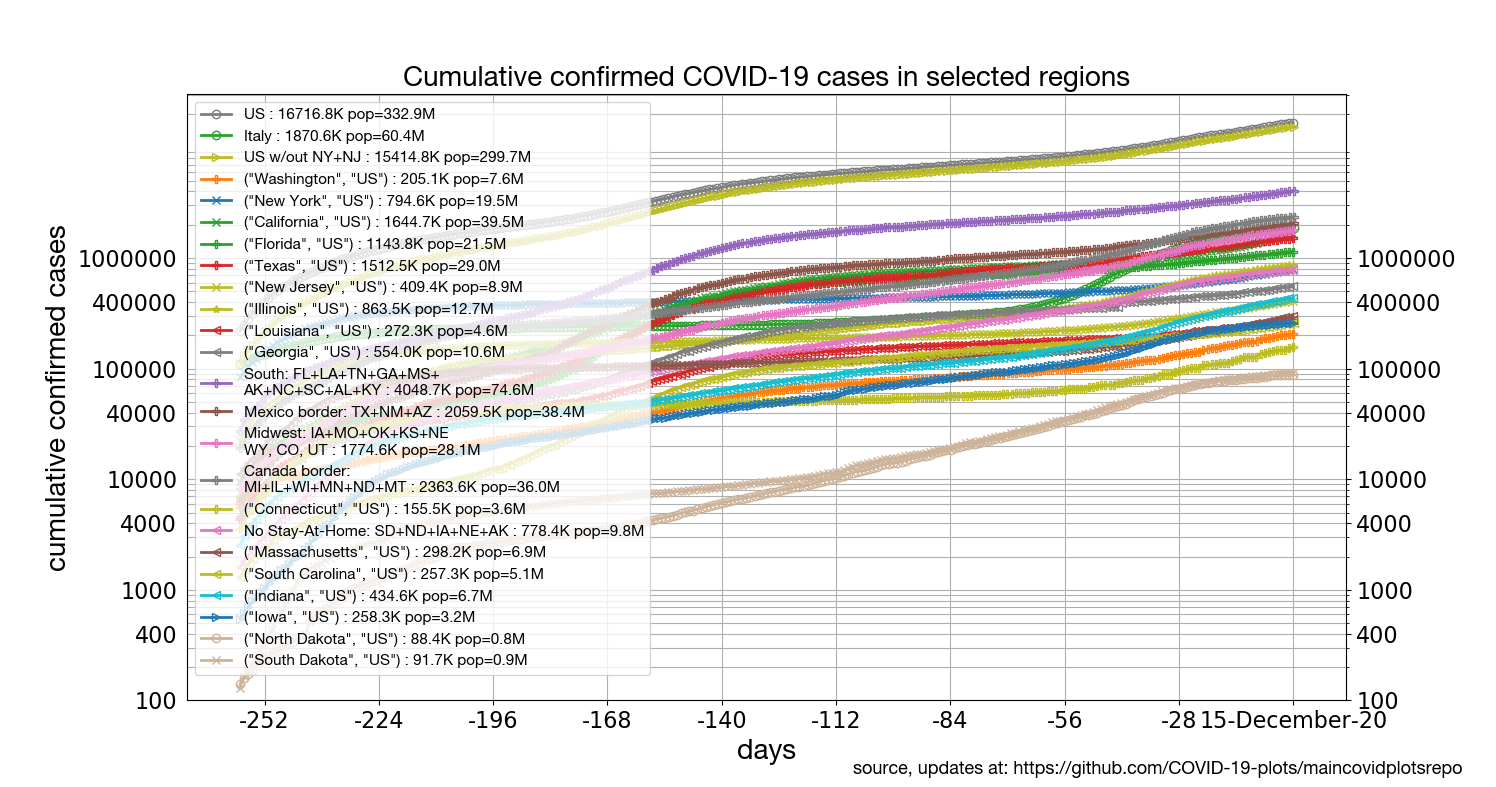 Cumulative confirmed COVID-19 cases in selected regions
cumulative confirmed cases
US : 16716.8K pop=332.9M
Italy : 1870.6K pop=60.4M
US w/out NY+NJ : 15414.8K pop=299.7M
("Washington", "US") : 205.1K pop=7.6M
("New York", "US") : 794.6K pop=19.5M
("California", "US") : 1644.7K pop=39.5M
("Florida", "US") : 1143.8K pop=21.5M
("Texas", "US") : 1512.5K pop=29.0M
("New Jersey", "US") : 409.4K pop=8.9M
("Illinois", "US") : 863.5K pop=12.7M
("Louisiana", "US") : 272.3K pop=4.6M
("Georgia", "US") : 554.0K pop=10.6M
South: FL+LA+TN+GA+MS+
AK+NC+SC+AL+KY : 4048.7K pop=74.6M
Mexico border: TX+NM+AZ : 2059.5K pop=38.4M
Midwest: IA+MO+OK+KS+NE
WY, CO, UT : 1774.6K pop=28.1M
Canada border:
MI+IL+WI+MN+ND+MT : 2363.6K pop=36.0M
("Connecticut", "US") : 155.5K pop=3.6M
No Stay-At-Home: SD+ND+IA+NE+AK : 778.4K pop=9.8M
("Massachusetts", "US") : 298.2K pop=6.9M
("South Carolina", "US") : 257.3K pop=5.1M
("Indiana", "US") : 434.6K pop=6.7M
("Iowa", "US") : 258.3K pop=3.2M
("North Dakota", "US") : 88.4K pop=0.8M
("South Dakota", "US") : 91.7K pop=0.9M
1000000
400000
100000
40000
10000
4000
1000
400
100
1000000
400000
100000
40000
10000
4000
1000
400
100
-252 -224 -196 -168 -140 -112 -84 -56 -28 15-December-20
days
source, updates at: https://github.com/COVID-19-plots/maincovidplotsrepo